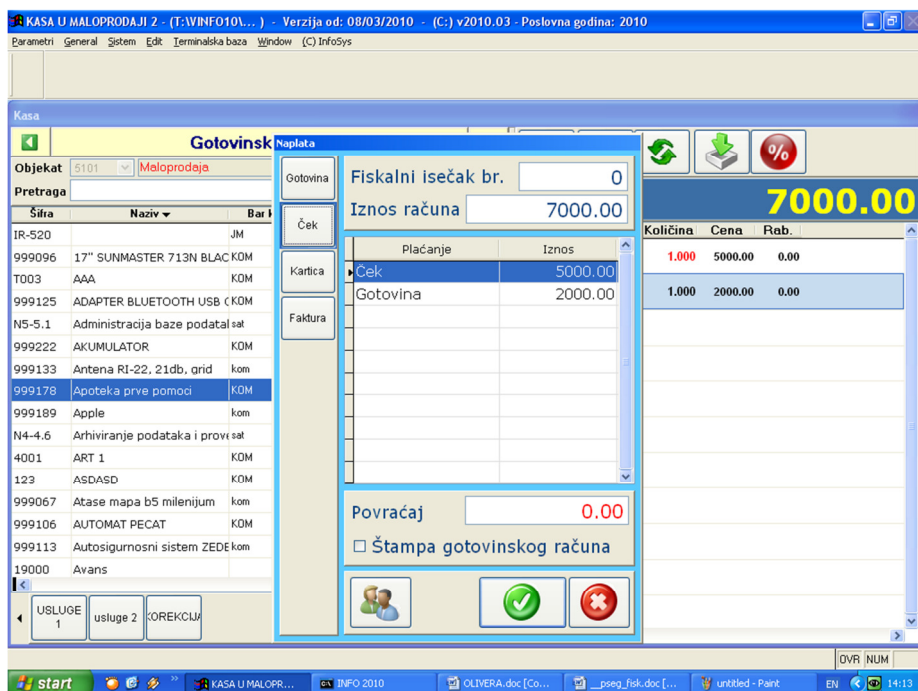 KASA U MALOPRODAJI 2 - (T:\INFO10\... ) - Verzija od: 08/03/2010 - (C:) v2010.03 - Poslovna godina: 2010
Parametri General Sistem Edit Terminalska baza Window (C) InfoSys
Kasa
Gotovinsk
Objekat 5101 Maloprodaja
Pretraga
7000.00
Šifra Naziv Bar k
IR-520 JM
999096 17" SUNMASTER 713N BLAC KOM
T003 AAA KOM
999125 ADAPTER BLUETOOTH USB KOM
N5-5.1 Administracija baze podatal sat
999222 AKUMULATOR KOM
999133 Antena RI-22, 21db, grid kom
999178 Apoteka prve pomoci KOM
999189 Apple kom
N4-4.6 Arhiviranje podataka i prove sat
4001 ART 1 KOM
123 ASDASD KOM
999067 Atase mapa b5 milenijum kom
999106 AUTOMAT PECAT KOM
999113 Autosigurnosni sistem ZEDE kom
19000 Avans
USLUGE 1
usluge 2
KOREKCIJ
Naplata
Gotovina
Ček
Kartica
Faktura
Fiskalni isečak br. 0
Iznos računa 7000.00
Plaćanje Iznos
Ček 5000.00
Gotovina 2000.00
Povraćaj 0.00
Štampa gotovinskog računa
%
Količina Cena Rab.
1.000 5000.00 0.00
1.000 2000.00 0.00
OVR NUM
start
KASA U MALOPR...
INFO 2010
OLIVERA.doc [Co...
__pseg_fisk.doc [...
untitled - Paint
EN
14:13